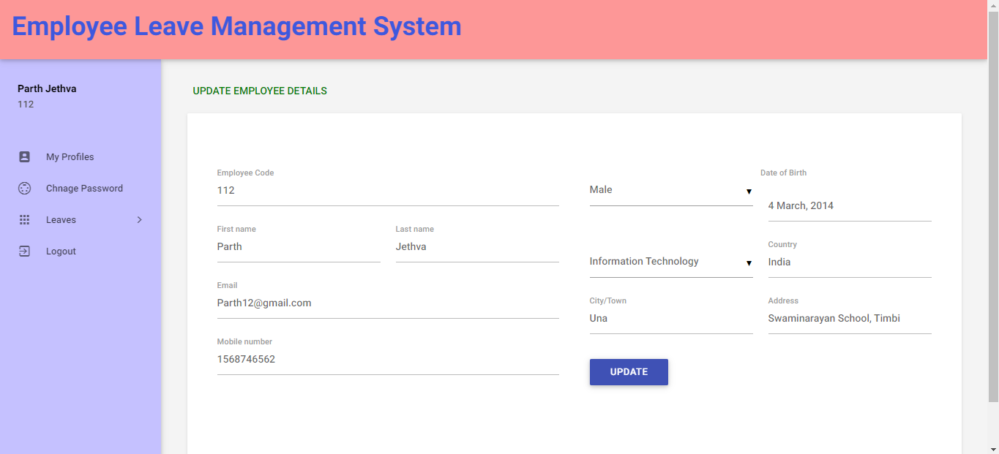 Employee Leave Management System
Parth Jethva
112
My Profiles
Chnage Password
Leaves
Logout
UPDATE EMPLOYEE DETAILS
Employee Code
112
First name
Last name
Parth
Jethva
Email
Parth12@gmail.com
Mobile number
1568746562
Male
Date of Birth
4 March, 2014
Information Technology
Country
India
City/Town
Una
Address
Swaminarayan School, Timbi
UPDATE